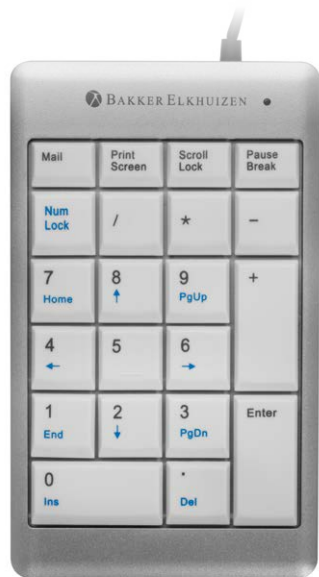 BAKKER ELKHUIZEN
Mail Print Screen Scroll Lock Pause Break
Num Lock / * −
7 Home 8 ↑ 9 PgUp +
4 ← 5 6 →
1 End 2 ↓ 3 PgDn Enter
0 Ins . Del